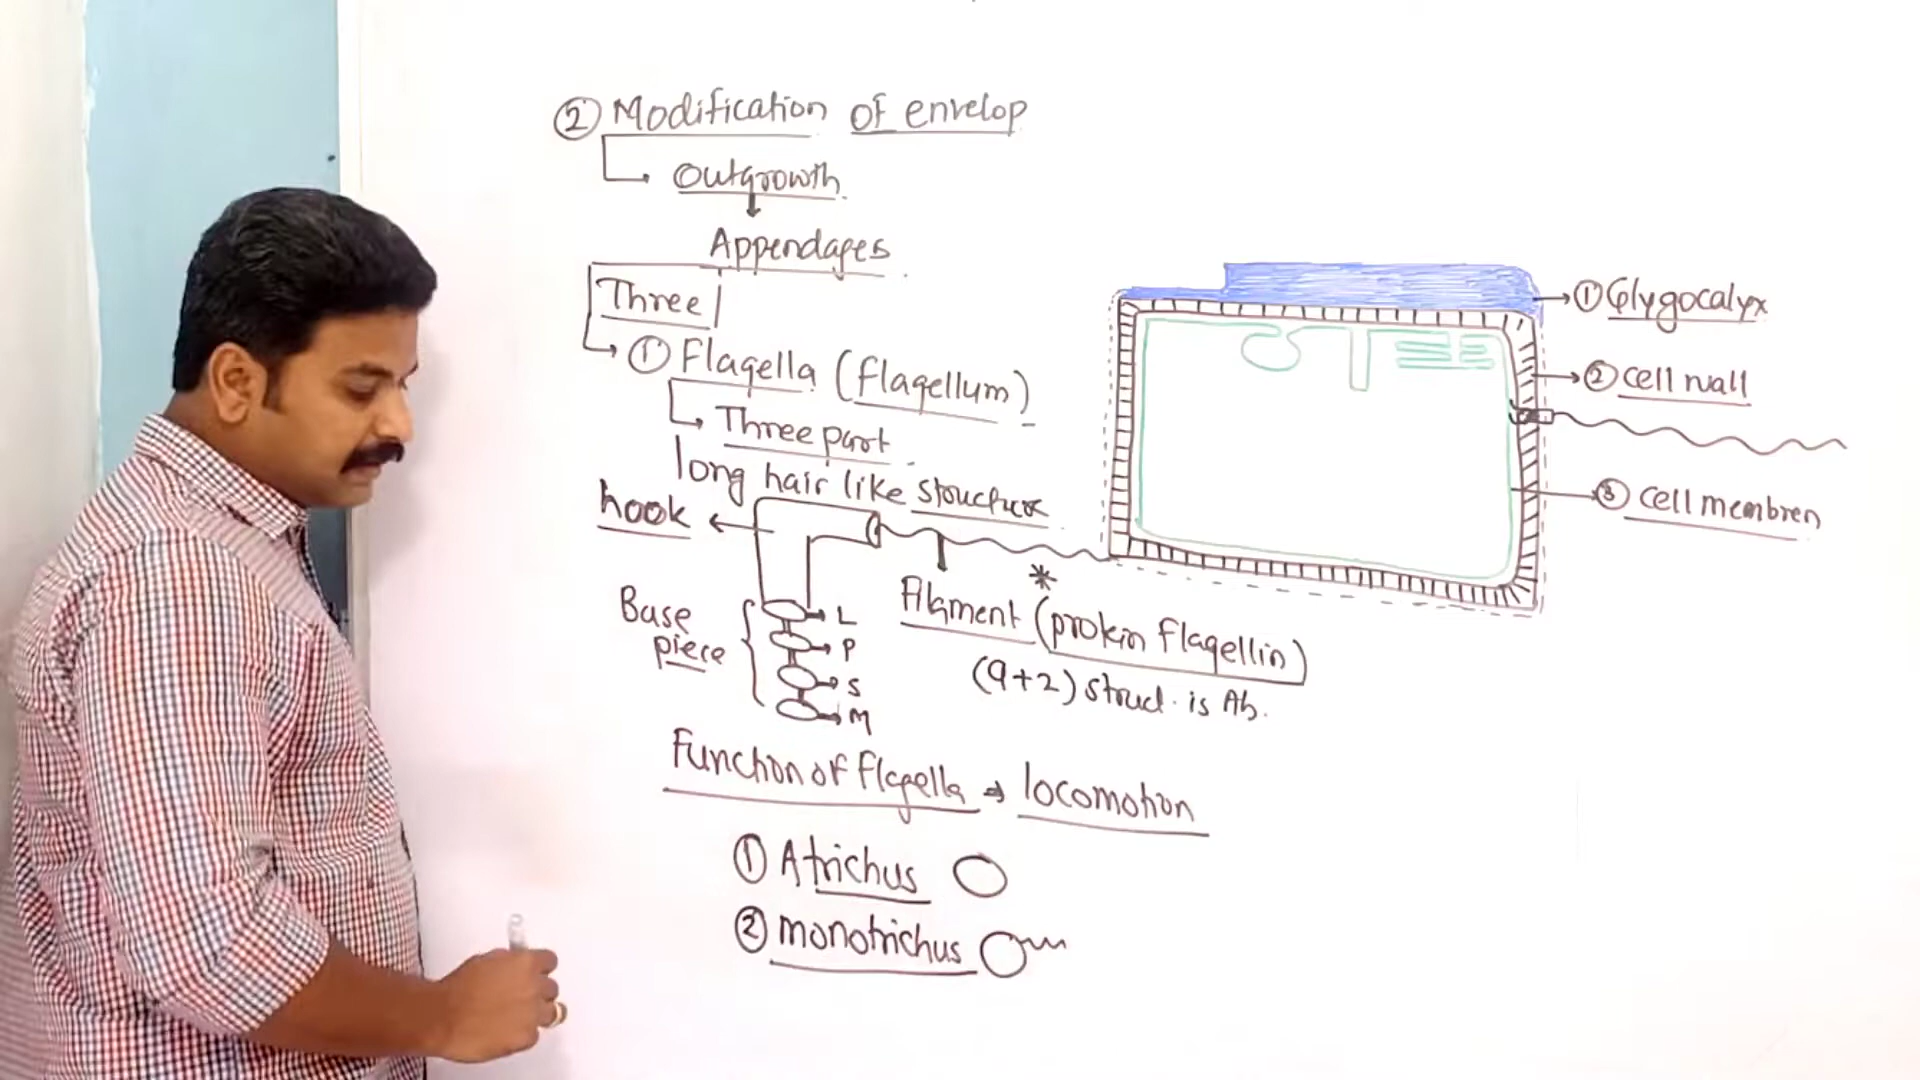 ② Modification of envelop
Outgrowth
Appendages
Three
① Flagella (flagellum)
Three part
long hair like structure
hook
Base
piece
L
P
S
M
Filament (protein flagellin)
(9+2) struct. is Ab.
Function of flagella → locomotion
① Atrichus
② monotrichus
① Glygocalyx
② cell wall
③ cell membren